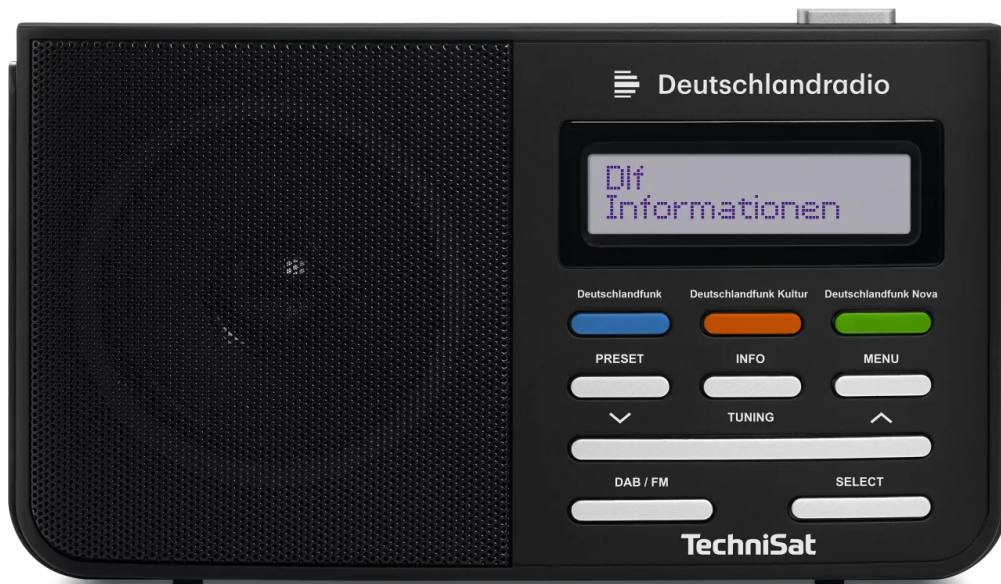 Deutschlandradio
Dlf
Informationen
Deutschlandfunk Deutschlandfunk Kultur Deutschlandfunk Nova
PRESET INFO MENU
TUNING
DAB / FM SELECT
TechniSat